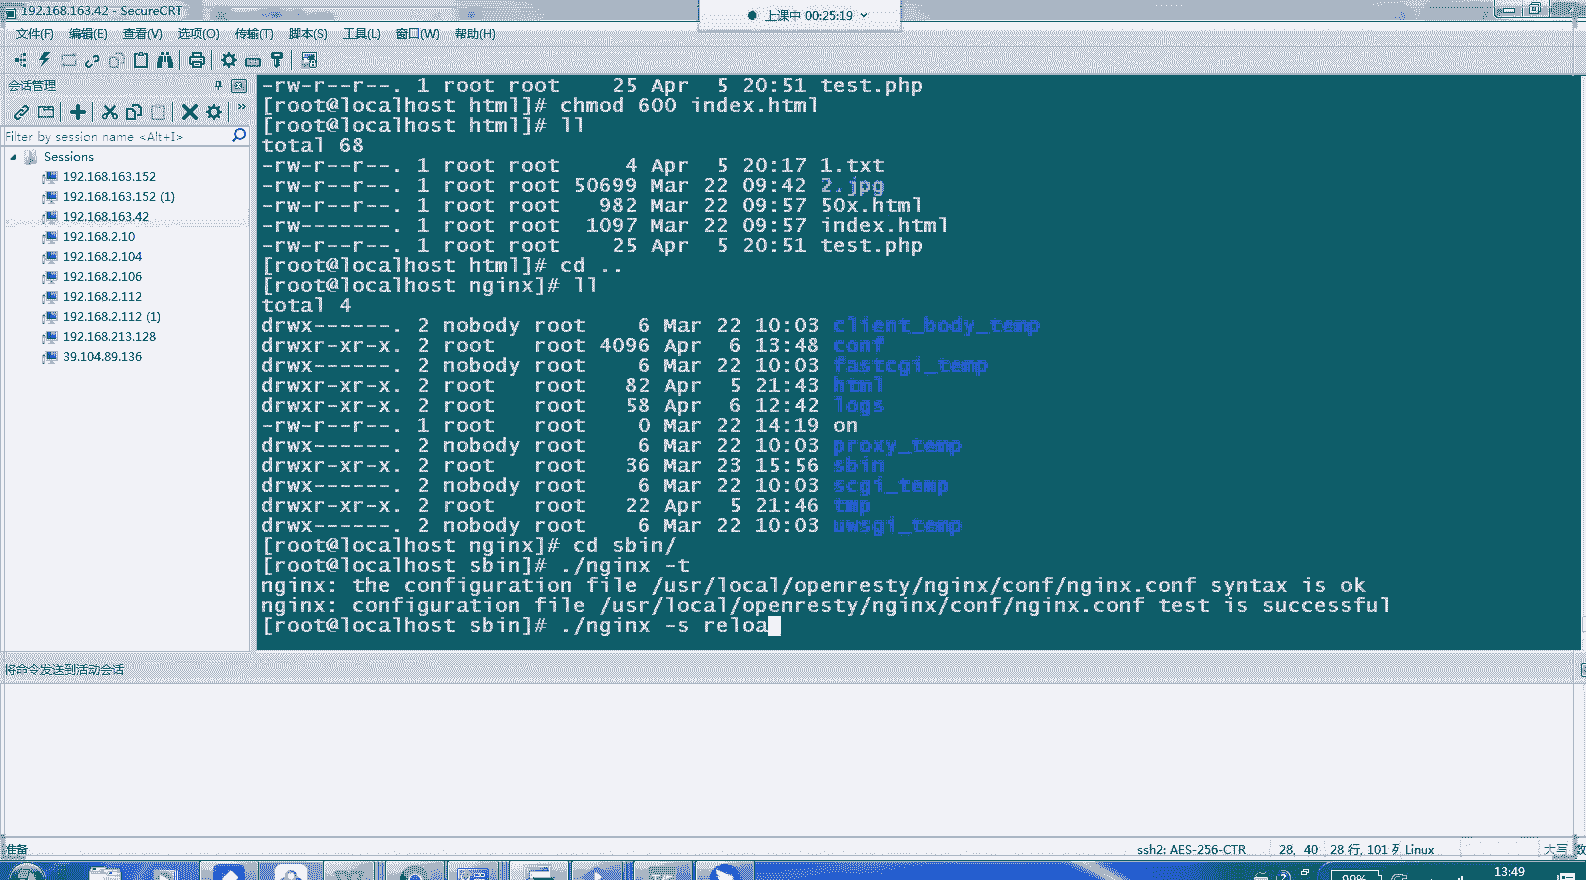 192.168.163.42 - SecureCRT
上课中 00:25:19
文件(F) 编辑(E) 查看(V) 选项(O) 传输(T) 脚本(S) 工具(L) 窗口(W) 帮助(H)
会话管理
Filter by session name <Alt+I>
Sessions
192.168.163.152
192.168.163.152 (1)
192.168.163.42
192.168.2.10
192.168.2.104
192.168.2.106
192.168.2.112
192.168.2.112 (1)
192.168.213.128
39.104.89.136
-rw-r--r--. 1 root root    25 Apr  5 20:51 test.php
[root@localhost html]# chmod 600 index.html
[root@localhost html]# ll
total 68
-rw-r--r--. 1 root root     4 Apr  5 20:17 1.txt
-rw-r--r--. 1 root root 50699 Mar 22 09:42 2.jpg
-rw-r--r--. 1 root root   982 Mar 22 09:57 50x.html
-rw-------. 1 root root  1097 Mar 22 09:57 index.html
-rw-r--r--. 1 root root    25 Apr  5 20:51 test.php
[root@localhost html]# cd ..
[root@localhost nginx]# ll
total 4
drwx------. 2 nobody root    6 Mar 22 10:03 client_body_temp
drwxr-xr-x. 2 root   root 4096 Apr  6 13:48 conf
drwx------. 2 nobody root    6 Mar 22 10:03 fastcgi_temp
drwxr-xr-x. 2 root   root   82 Apr  5 21:43 html
drwxr-xr-x. 2 root   root   58 Apr  6 12:42 logs
-rw-r--r--. 1 root   root    0 Mar 22 14:19 on
drwx------. 2 nobody root    6 Mar 22 10:03 proxy_temp
drwxr-xr-x. 2 root   root   36 Mar 23 15:56 sbin
drwx------. 2 nobody root    6 Mar 22 10:03 scgi_temp
drwxr-xr-x. 2 root   root   22 Apr  5 21:46 tmp
drwx------. 2 nobody root    6 Mar 22 10:03 uwsgi_temp
[root@localhost nginx]# cd sbin/
[root@localhost sbin]# ./nginx -t
nginx: the configuration file /usr/local/openresty/nginx/conf/nginx.conf syntax is ok
nginx: configuration file /usr/local/openresty/nginx/conf/nginx.conf test is successful
[root@localhost sbin]# ./nginx -s reloa
将命令发送到活动会话
准备
ssh2: AES-256-CTR 28, 40 28 行, 101 列 Linux 大写 数
99%
13:49